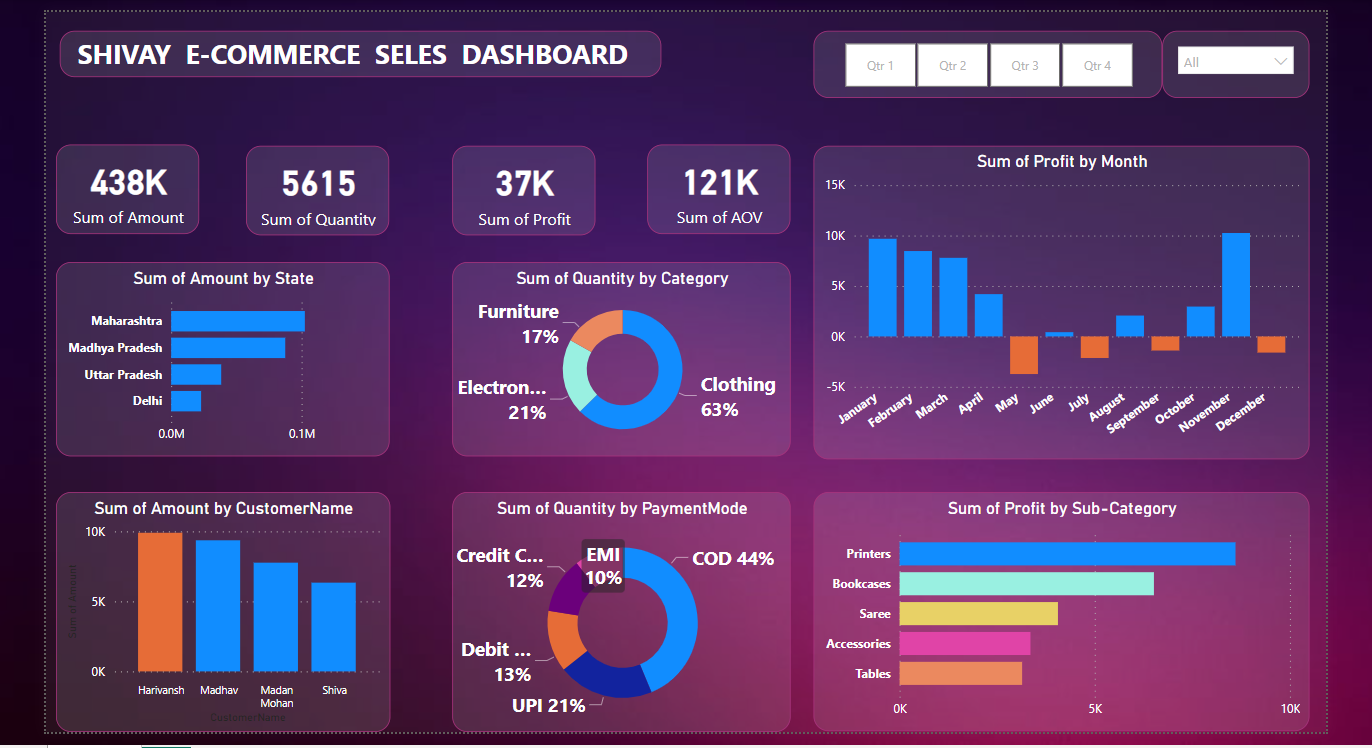 SHIVAY E-COMMERCE SELES DASHBOARD
Qtr 1
Qtr 2
Qtr 3
Qtr 4
All
438K
Sum of Amount
5615
Sum of Quantity
37K
Sum of Profit
121K
Sum of AOV
Sum of Profit by Month
15K
10K
5K
0K
-5K
January
February
March
April
May
June
July
August
September
October
November
December
Sum of Amount by State
Maharashtra
Madhya Pradesh
Uttar Pradesh
Delhi
0.0M
0.1M
Sum of Quantity by Category
Furniture
17%
Electron...
21%
Clothing
63%
Sum of Amount by CustomerName
Sum of Amount
10K
5K
0K
Harivansh
Madhav
Madan
Mohan
Shiva
CustomerName
Sum of Quantity by PaymentMode
Credit C...
12%
EMI
10%
COD 44%
Debit ...
13%
UPI 21%
Sum of Profit by Sub-Category
Printers
Bookcases
Saree
Accessories
Tables
0K
5K
10K